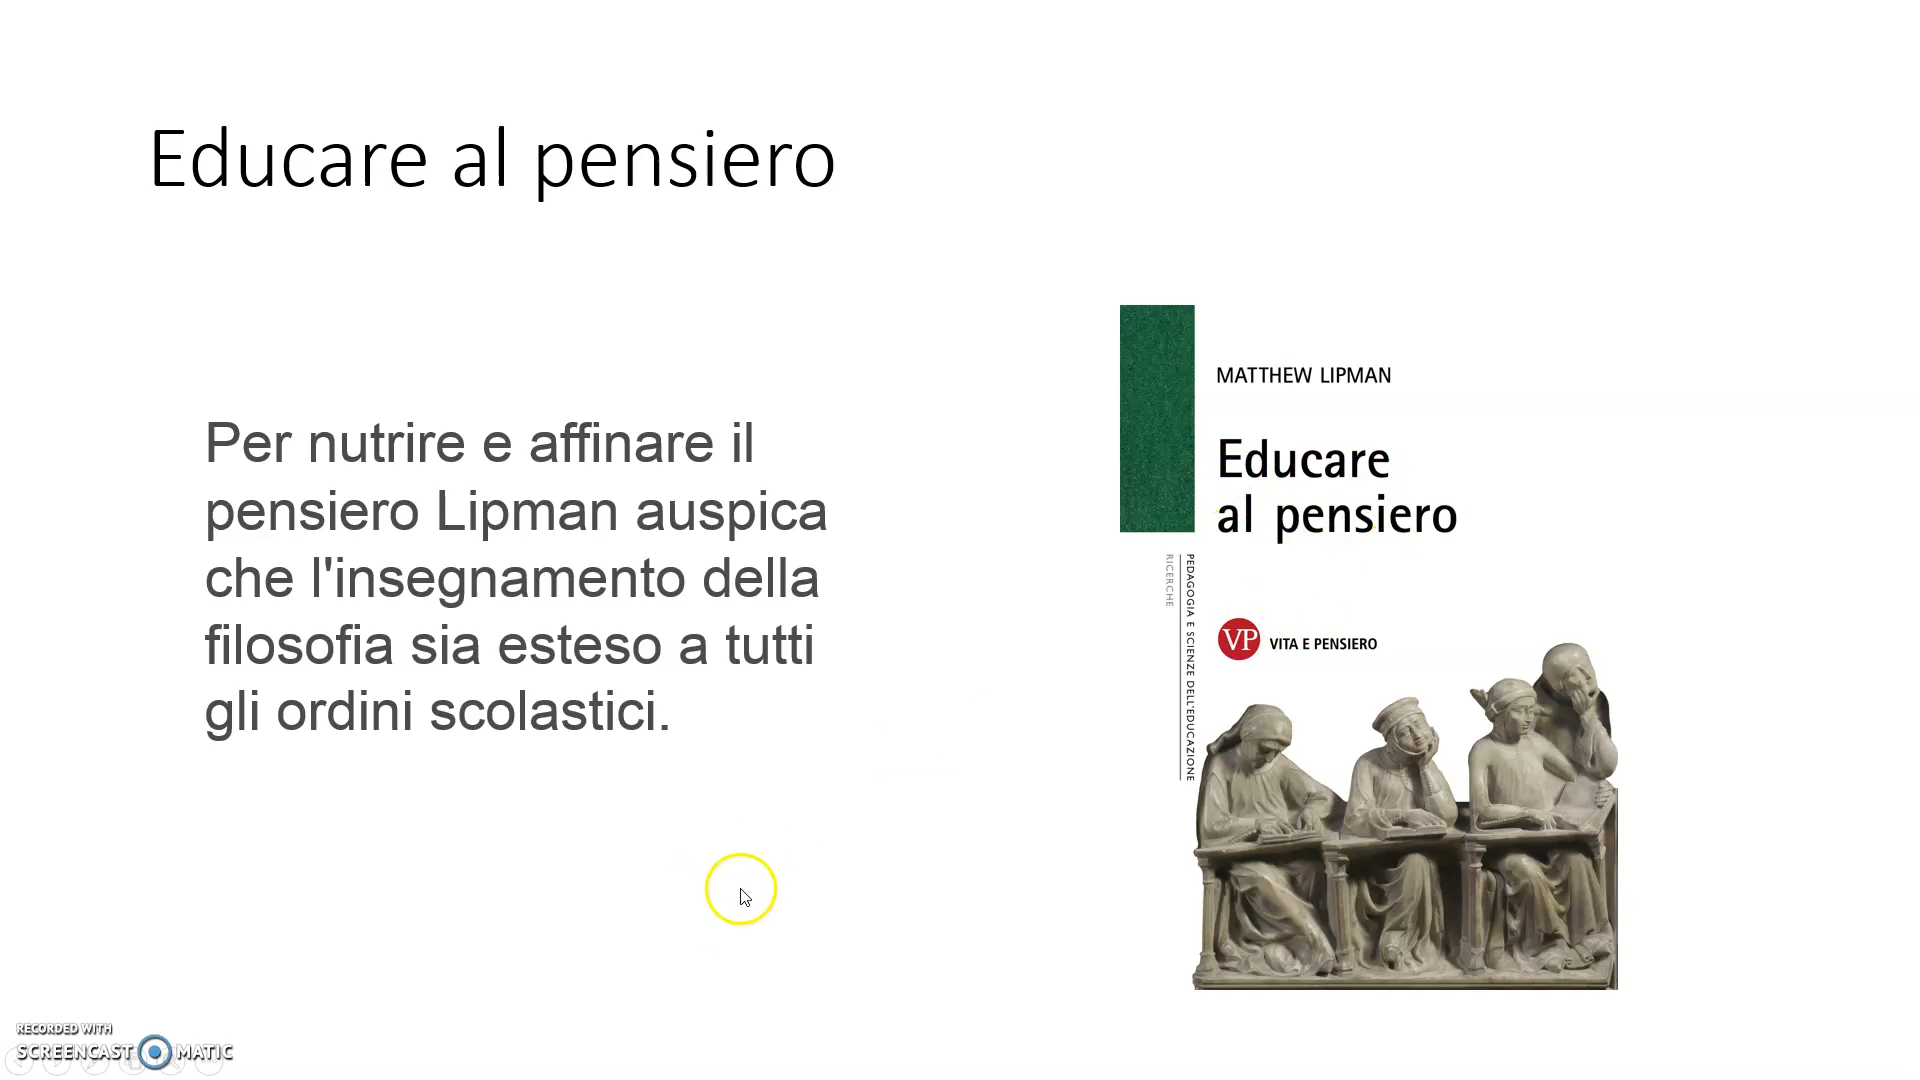 Educare al pensiero
Per nutrire e affinare il
pensiero Lipman auspica
che l'insegnamento della
filosofia sia esteso a tutti
gli ordini scolastici.
MATTHEW LIPMAN
Educare
al pensiero
PEDAGOGIA E SCIENZE DELL'EDUCAZIONE
RICERCHE
VP VITA E PENSIERO
RECORDED WITH
SCREENCAST MATIC